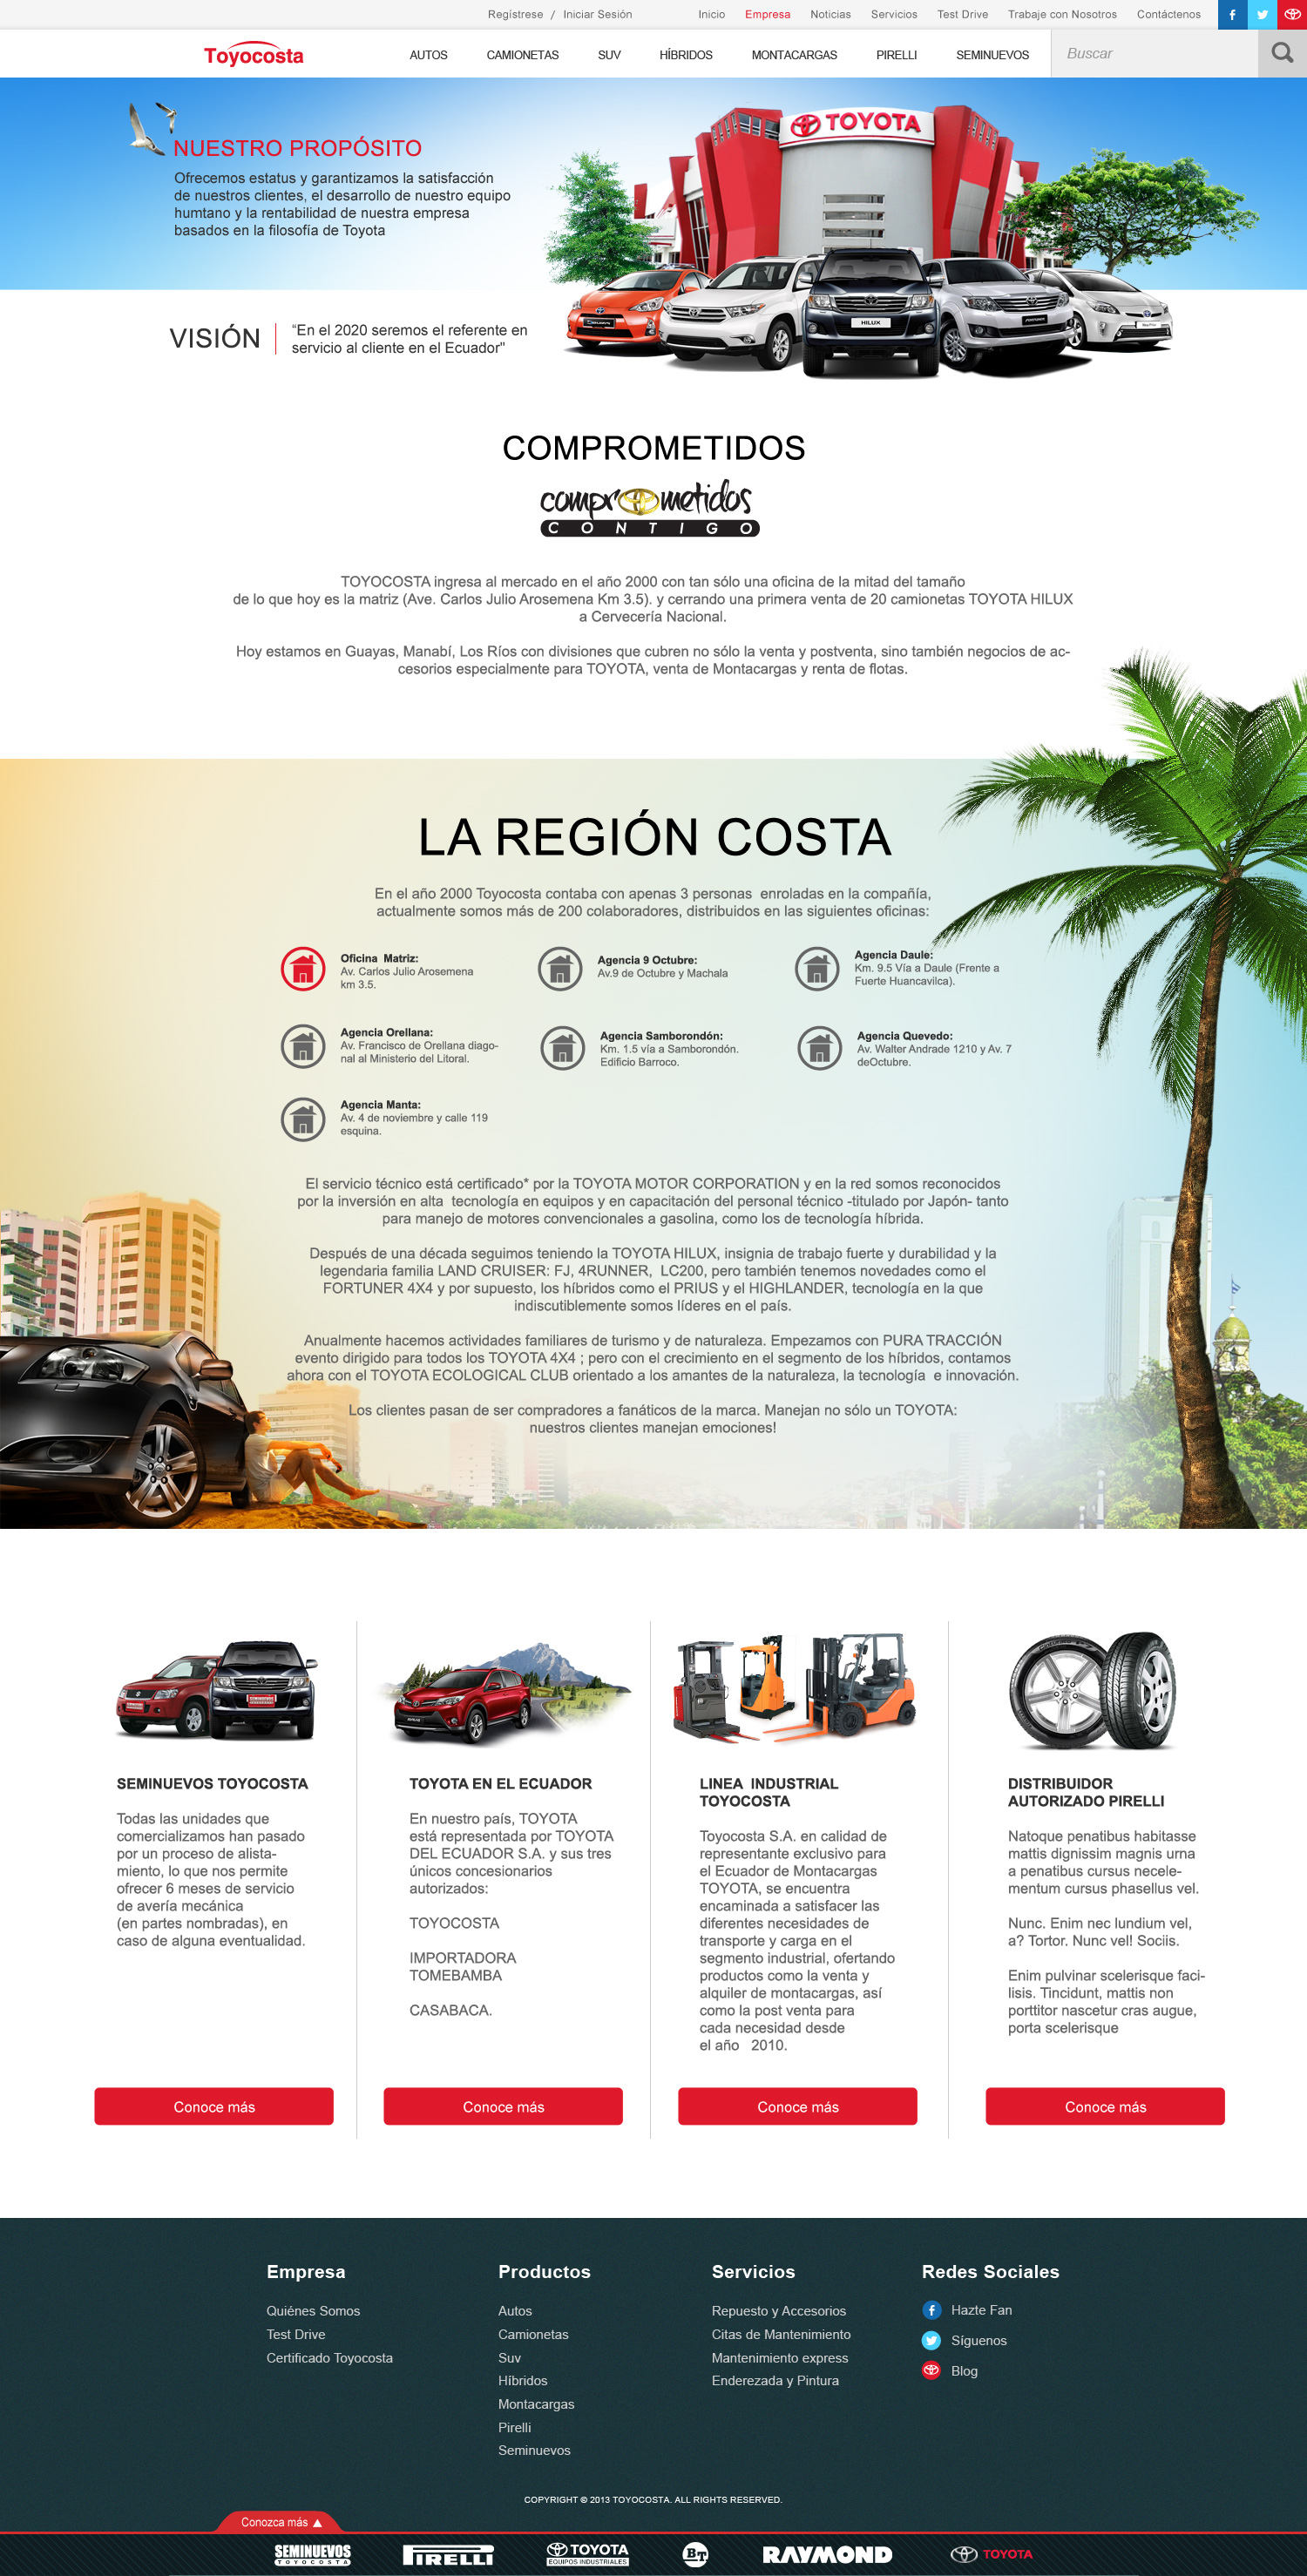 Regístrese / Iniciar Sesión
Inicio Empresa Noticias Servicios Test Drive Trabaje con Nosotros Contáctenos
Toyocosta
AUTOS CAMIONETAS SUV HÍBRIDOS MONTACARGAS PIRELLI SEMINUEVOS
Buscar
NUESTRO PROPÓSITO
Ofrecemos estatus y garantizamos la satisfacción
de nuestros clientes, el desarrollo de nuestro equipo
humtano y la rentabilidad de nuestra empresa
basados en la filosofía de Toyota
TOYOTA
HILUX
VISIÓN
“En el 2020 seremos el referente en
servicio al cliente en el Ecuador"
COMPROMETIDOS
comprometidos
CONTIGO
TOYOCOSTA ingresa al mercado en el año 2000 con tan sólo una oficina de la mitad del tamaño
de lo que hoy es la matriz (Ave. Carlos Julio Arosemena Km 3.5). y cerrando una primera venta de 20 camionetas TOYOTA HILUX
a Cervecería Nacional.
Hoy estamos en Guayas, Manabí, Los Ríos con divisiones que cubren no sólo la venta y postventa, sino también negocios de ac-
cesorios especialmente para TOYOTA, venta de Montacargas y renta de flotas.
LA REGIÓN COSTA
En el año 2000 Toyocosta contaba con apenas 3 personas enroladas en la compañía,
actualmente somos más de 200 colaboradores, distribuidos en las siguientes oficinas:
Oficina Matriz:
Av. Carlos Julio Arosemena
km 3.5.
Agencia 9 Octubre:
Av.9 de Octubre y Machala
Agencia Daule:
Km. 9.5 Vía a Daule (Frente a
Fuerte Huancavilca).
Agencia Orellana:
Av. Francisco de Orellana diago-
nal al Ministerio del Litoral.
Agencia Samborondón:
Km. 1.5 vía a Samborondón.
Edificio Barroco.
Agencia Quevedo:
Av. Walter Andrade 1210 y Av. 7
deOctubre.
Agencia Manta:
Av. 4 de noviembre y calle 119
esquina.
El servicio técnico está certificado* por la TOYOTA MOTOR CORPORATION y en la red somos reconocidos
por la inversión en alta tecnología en equipos y en capacitación del personal técnico -titulado por Japón- tanto
para manejo de motores convencionales a gasolina, como los de tecnología híbrida.
Después de una década seguimos teniendo la TOYOTA HILUX, insignia de trabajo fuerte y durabilidad y la
legendaria familia LAND CRUISER: FJ, 4RUNNER, LC200, pero también tenemos novedades como el
FORTUNER 4X4 y por supuesto, los híbridos como el PRIUS y el HIGHLANDER, tecnología en la que
indiscutiblemente somos líderes en el país.
Anualmente hacemos actividades familiares de turismo y de naturaleza. Empezamos con PURA TRACCIÓN
evento dirigido para todos los TOYOTA 4X4 ; pero con el crecimiento en el segmento de los híbridos, contamos
ahora con el TOYOTA ECOLOGICAL CLUB orientado a los amantes de la naturaleza, la tecnología e innovación.
Los clientes pasan de ser compradores a fanáticos de la marca. Manejan no sólo un TOYOTA:
nuestros clientes manejan emociones!
SEMINUEVOS TOYOCOSTA
Todas las unidades que
comercializamos han pasado
por un proceso de alista-
miento, lo que nos permite
ofrecer 6 meses de servicio
de avería mecánica
(en partes nombradas), en
caso de alguna eventualidad.
Conoce más
TOYOTA EN EL ECUADOR
En nuestro país, TOYOTA
está representada por TOYOTA
DEL ECUADOR S.A. y sus tres
únicos concesionarios
autorizados:
TOYOCOSTA
IMPORTADORA
TOMEBAMBA
CASABACA.
Conoce más
LINEA INDUSTRIAL
TOYOCOSTA
Toyocosta S.A. en calidad de
representante exclusivo para
el Ecuador de Montacargas
TOYOTA, se encuentra
encaminada a satisfacer las
diferentes necesidades de
transporte y carga en el
segmento industrial, ofertando
productos como la venta y
alquiler de montacargas, así
como la post venta para
cada necesidad desde
el año 2010.
Conoce más
DISTRIBUIDOR
AUTORIZADO PIRELLI
Natoque penatibus habitasse
mattis dignissim magnis urna
a penatibus cursus necele-
mentum cursus phasellus vel.
Nunc. Enim nec lundium vel,
a? Tortor. Nunc vel! Sociis.
Enim pulvinar scelerisque faci-
lisis. Tincidunt, mattis non
porttitor nascetur cras augue,
porta scelerisque
Conoce más
Empresa
Quiénes Somos
Test Drive
Certificado Toyocosta
Productos
Autos
Camionetas
Suv
Híbridos
Montacargas
Pirelli
Seminuevos
Servicios
Repuesto y Accesorios
Citas de Mantenimiento
Mantenimiento express
Enderezada y Pintura
Redes Sociales
Hazte Fan
Síguenos
Blog
COPYRIGHT © 2013 TOYOCOSTA. ALL RIGHTS RESERVED.
Conozca más
SEMINUEVOS
TOYOCOSTA
PIRELLI
TOYOTA
EQUIPOS INDUSTRIALES
BT
RAYMOND
TOYOTA